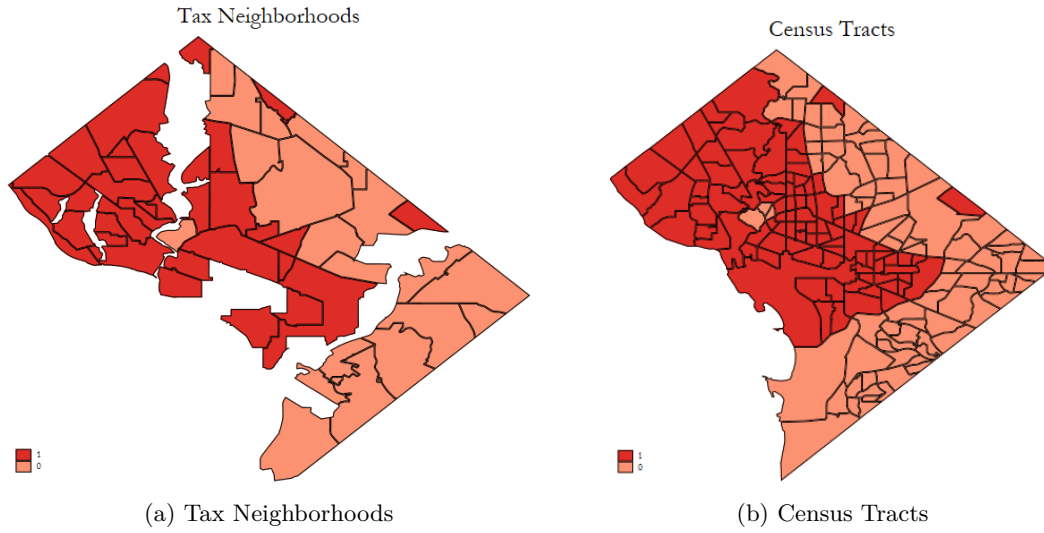 Tax Neighborhoods
1
0
(a) Tax Neighborhoods
Census Tracts
1
0
(b) Census Tracts